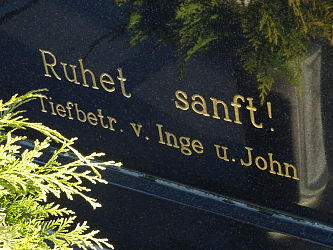 Ruhet sanft!
Tiefbetr. v. Inge u. John